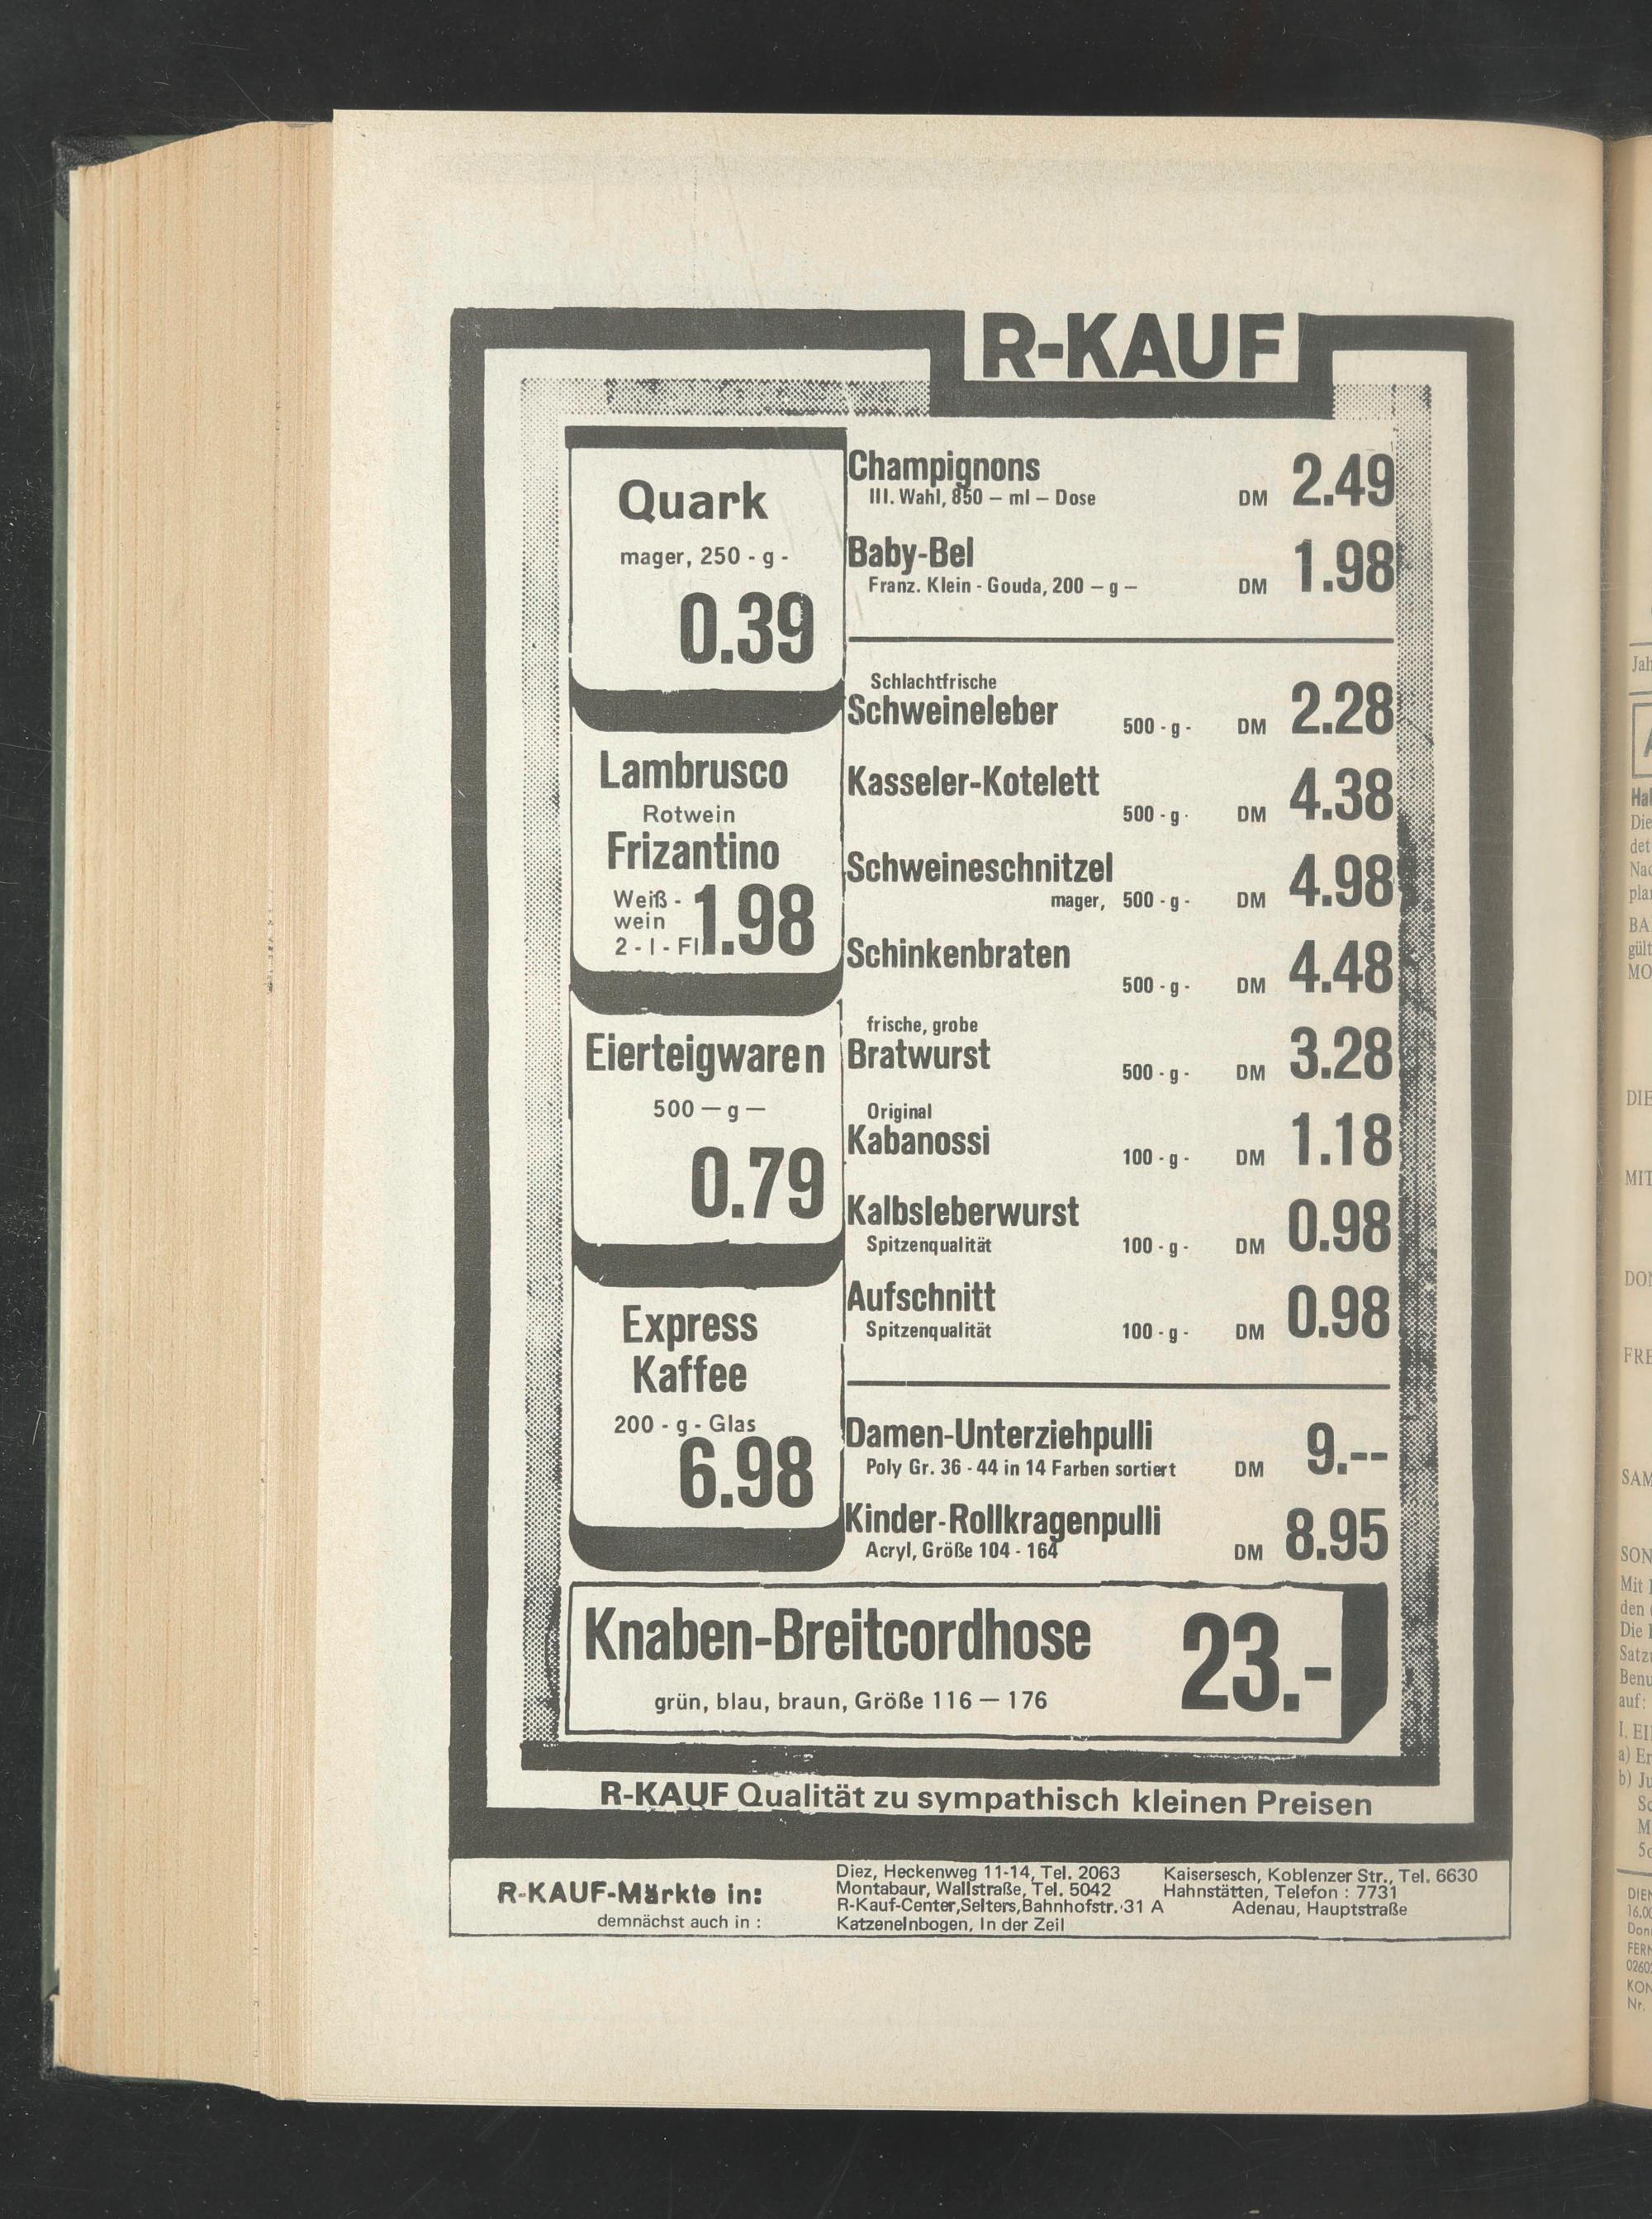 R-KAUF
Quark
mager, 250 - g -
0.39
Lambrusco
Rotwein
Frizantino
Weiß -
wein
2 - l - Fl
1.98
Eierteigwaren
500 — g —
0.79
Express
Kaffee
200 - g - Glas
6.98
Champignons
III. Wahl, 850 — ml — Dose DM 2.49
Baby-Bel
Franz. Klein - Gouda, 200 — g — DM 1.98
Schlachtfrische
Schweineleber 500 - g - DM 2.28
Kasseler-Kotelett
500 - g - DM 4.38
Schweineschnitzel
mager, 500 - g - DM 4.98
Schinkenbraten
500 - g - DM 4.48
frische, grobe
Bratwurst 500 - g - DM 3.28
Original
Kabanossi 100 - g - DM 1.18
Kalbsleberwurst
Spitzenqualität 100 - g - DM 0.98
Aufschnitt
Spitzenqualität 100 - g - DM 0.98
Damen-Unterziehpulli
Poly Gr. 36 - 44 in 14 Farben sortiert DM 9.--
Kinder-Rollkragenpulli
Acryl, Größe 104 - 164 DM 8.95
Knaben-Breitcordhose 23.-
grün, blau, braun, Größe 116 — 176
R-KAUF Qualität zu sympathisch kleinen Preisen
R-KAUF-Märkte in:
demnächst auch in :
Diez, Heckenweg 11-14, Tel. 2063
Montabaur, Wallstraße, Tel. 5042
R-Kauf-Center,Selters,Bahnhofstr. 31 A
Katzenelnbogen, In der Zeil
Kaisersesch, Koblenzer Str., Tel. 6630
Hahnstätten, Telefon : 7731
Adenau, Hauptstraße